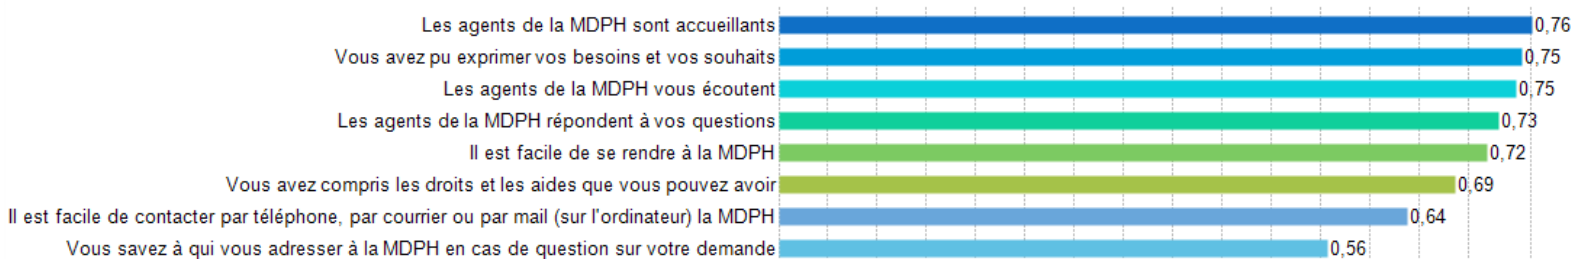 Les agents de la MDPH sont accueillants 0,76
Vous avez pu exprimer vos besoins et vos souhaits 0,75
Les agents de la MDPH vous écoutent 0,75
Les agents de la MDPH répondent à vos questions 0,73
Il est facile de se rendre à la MDPH 0,72
Vous avez compris les droits et les aides que vous pouvez avoir 0,69
Il est facile de contacter par téléphone, par courrier ou par mail (sur l'ordinateur) la MDPH 0,64
Vous savez à qui vous adresser à la MDPH en cas de question sur votre demande 0,56